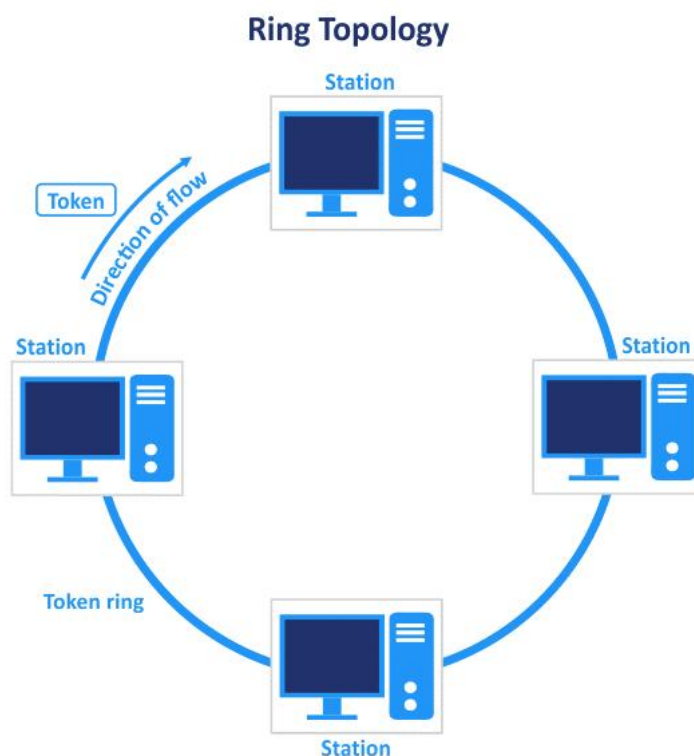 Ring Topology
Station
Token
Direction of flow
Station
Station
Token ring
Station